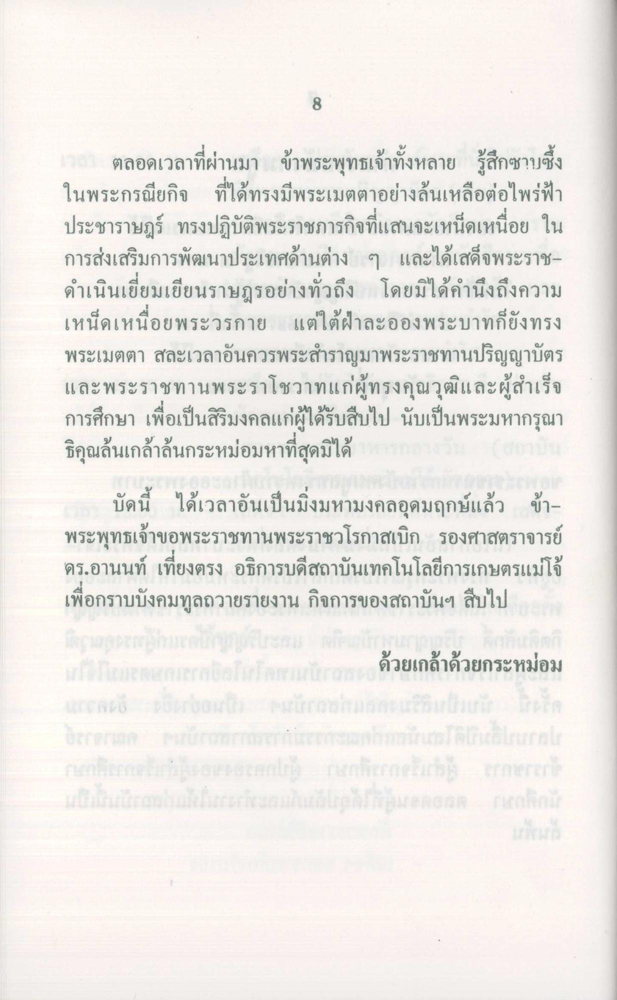 8
ตลอดเวลาที่ผ่านมา ข้าพระพุทธเจ้าทั้งหลาย รู้สึกซาบซึ้ง
ในพระกรณียกิจ ที่ได้ทรงมีพระเมตตาอย่างล้นเหลือต่อไพร่ฟ้า
ประชาราษฎร์ ทรงปฏิบัติพระราชภารกิจที่แสนจะเหน็ดเหนื่อย ใน
การส่งเสริมการพัฒนาประเทศด้านต่าง ๆ และได้เสด็จพระราช-
ดำเนินเยี่ยมเยียนราษฎรอย่างทั่วถึง โดยมิได้คำนึงถึงความ
เหน็ดเหนื่อยพระวรกาย แต่ใต้ฝ่าละอองพระบาทก็ยังทรง
พระเมตตา สละเวลาอันควรพระสำราญมาพระราชทานปริญญาบัตร
และพระราชทานพระราโชวาทแก่ผู้ทรงคุณวุฒิและผู้สำเร็จ
การศึกษา เพื่อเป็นสิริมงคลแก่ผู้ได้รับสืบไป นับเป็นพระมหากรุณา
ธิคุณล้นเกล้าล้นกระหม่อมหาที่สุดมิได้
บัดนี้ ได้เวลาอันเป็นมิ่งมหามงคลอุดมฤกษ์แล้ว ข้า-
พระพุทธเจ้าขอพระราชทานพระราชวโรกาสเบิก รองศาสตราจารย์
ดร.อานนท์ เที่ยงตรง อธิการบดีสถาบันเทคโนโลยีการเกษตรแม่โจ้
เพื่อกราบบังคมทูลถวายรายงาน กิจการของสถาบันฯ สืบไป
ด้วยเกล้าด้วยกระหม่อม